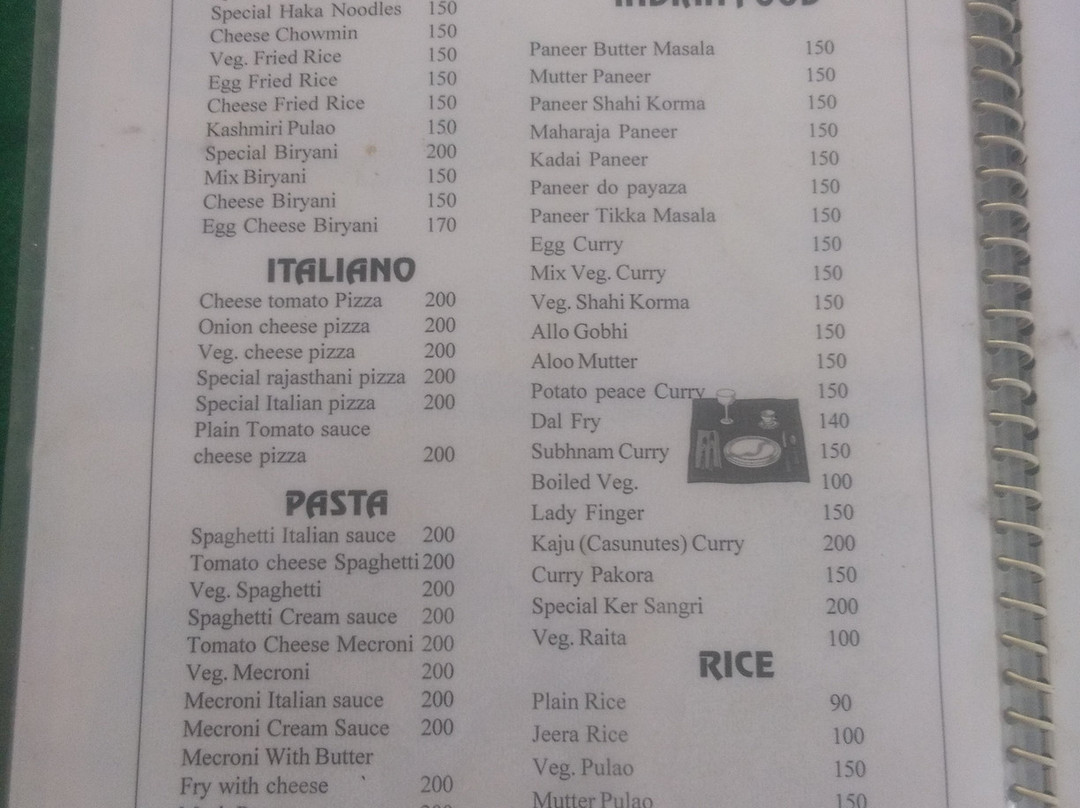 Special Haka Noodles 150
Cheese Chowmin 150
Veg. Fried Rice 150
Egg Fried Rice 150
Cheese Fried Rice 150
Kashmiri Pulao 150
Special Biryani 200
Mix Biryani 150
Cheese Biryani 150
Egg Cheese Biryani 170
ITALIANO
Cheese tomato Pizza 200
Onion cheese pizza 200
Veg. cheese pizza 200
Special rajasthani pizza 200
Special Italian pizza 200
Plain Tomato sauce
cheese pizza 200
PASTA
Spaghetti Italian sauce 200
Tomato cheese Spaghetti 200
Veg. Spaghetti 200
Spaghetti Cream sauce 200
Tomato Cheese Mecroni 200
Veg. Mecroni 200
Mecroni Italian sauce 200
Mecroni Cream Sauce 200
Mecroni With Butter
Fry with cheese 200
Paneer Butter Masala 150
Mutter Paneer 150
Paneer Shahi Korma 150
Maharaja Paneer 150
Kadai Paneer 150
Paneer do payaza 150
Paneer Tikka Masala 150
Egg Curry 150
Mix Veg. Curry 150
Veg. Shahi Korma 150
Allo Gobhi 150
Aloo Mutter 150
Potato peace Curry 150
Dal Fry 140
Subhnam Curry 150
Boiled Veg. 100
Lady Finger 150
Kaju (Casunutes) Curry 200
Curry Pakora 150
Special Ker Sangri 200
Veg. Raita 100
RICE
Plain Rice 90
Jeera Rice 100
Veg. Pulao 150
Mutter Pulao 150